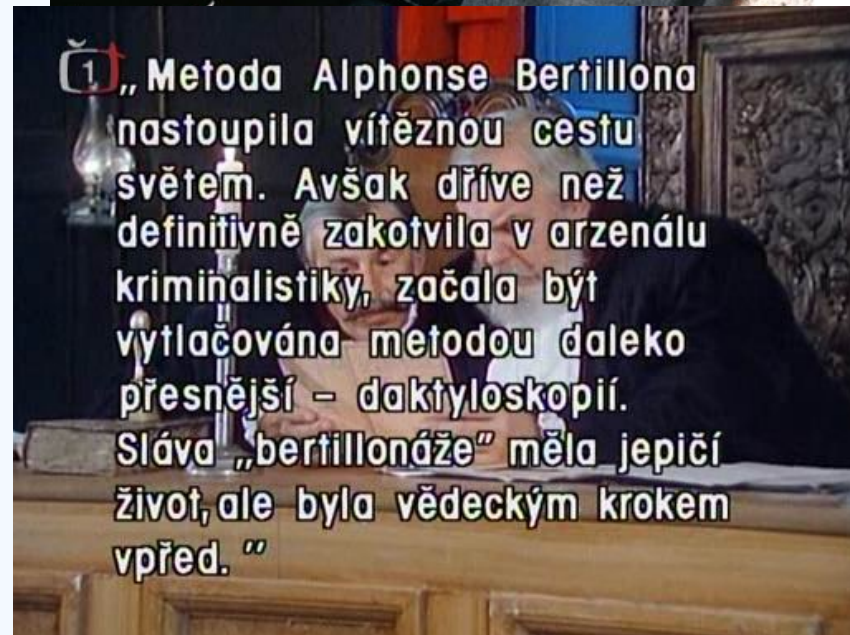 1
„Metoda Alphonse Bertillona
nastoupila vítěznou cestu
světem. Avšak dříve než
definitivně zakotvila v arzenálu
kriminalistiky, začala být
vytlačována metodou daleko
přesnější – daktyloskopií.
Sláva „bertillonáže” měla jepičí
život, ale byla vědeckým krokem
vpřed.”